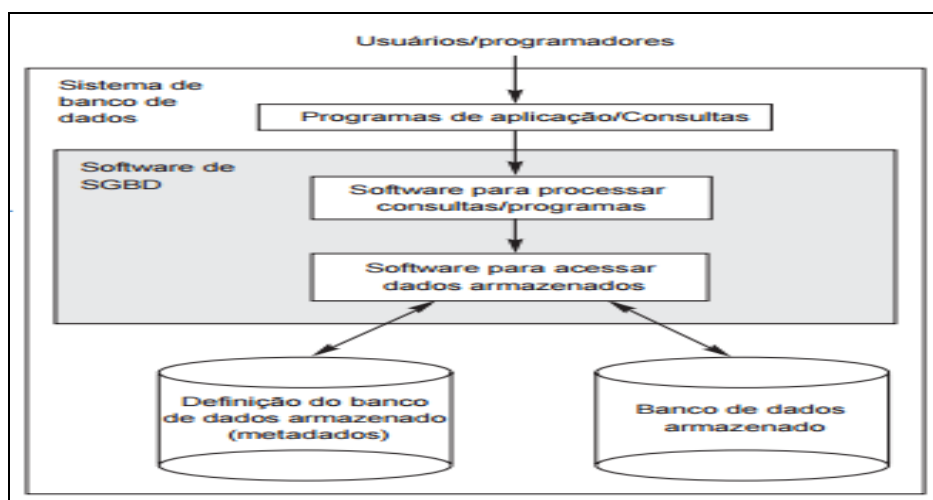 Usuários/programadores
Sistema de
banco de
dados
Programas de aplicação/Consultas
Software de
SGBD
Software para processar
consultas/programas
Software para acessar
dados armazenados
Definição do banco
de dados armazenado
(metadados)
Banco de dados
armazenado